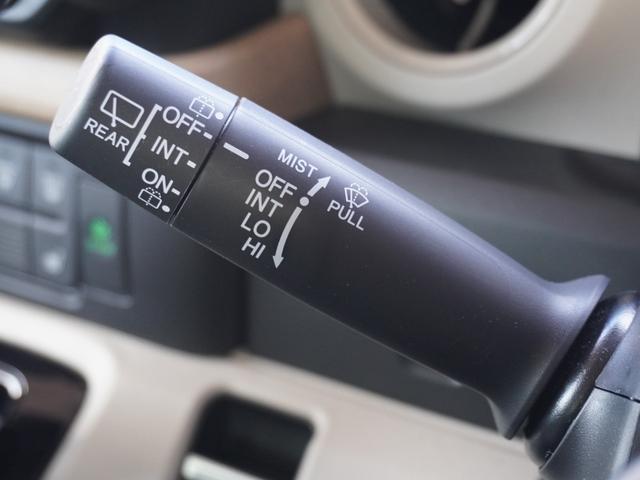 REAR
OFF
INT
ON
MIST
OFF
INT
LO
HI
PULL